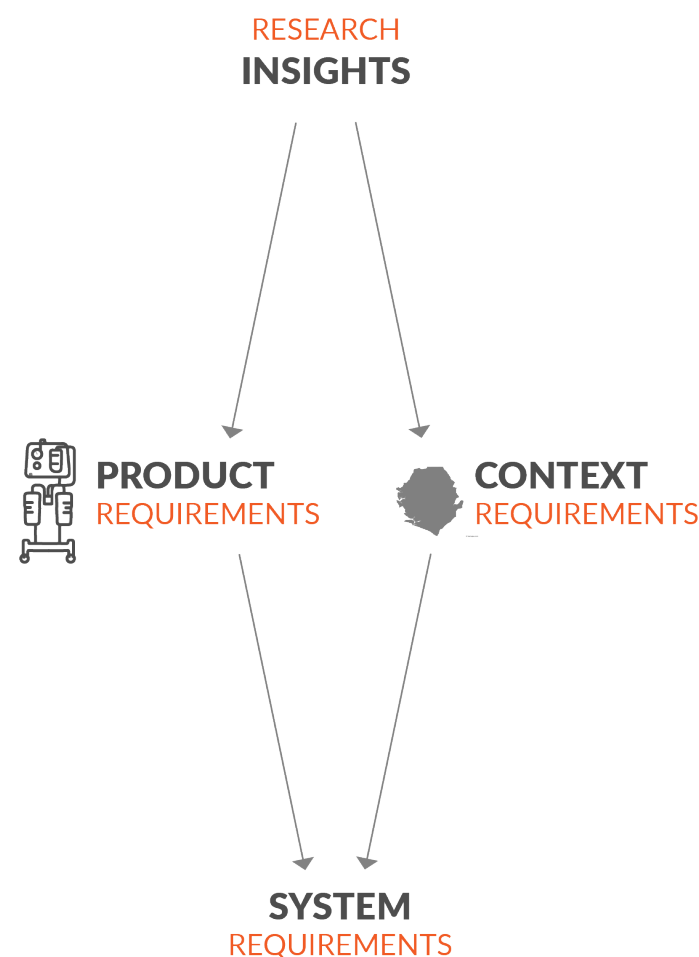 RESEARCH
INSIGHTS
PRODUCT
REQUIREMENTS
CONTEXT
REQUIREMENTS
SYSTEM
REQUIREMENTS